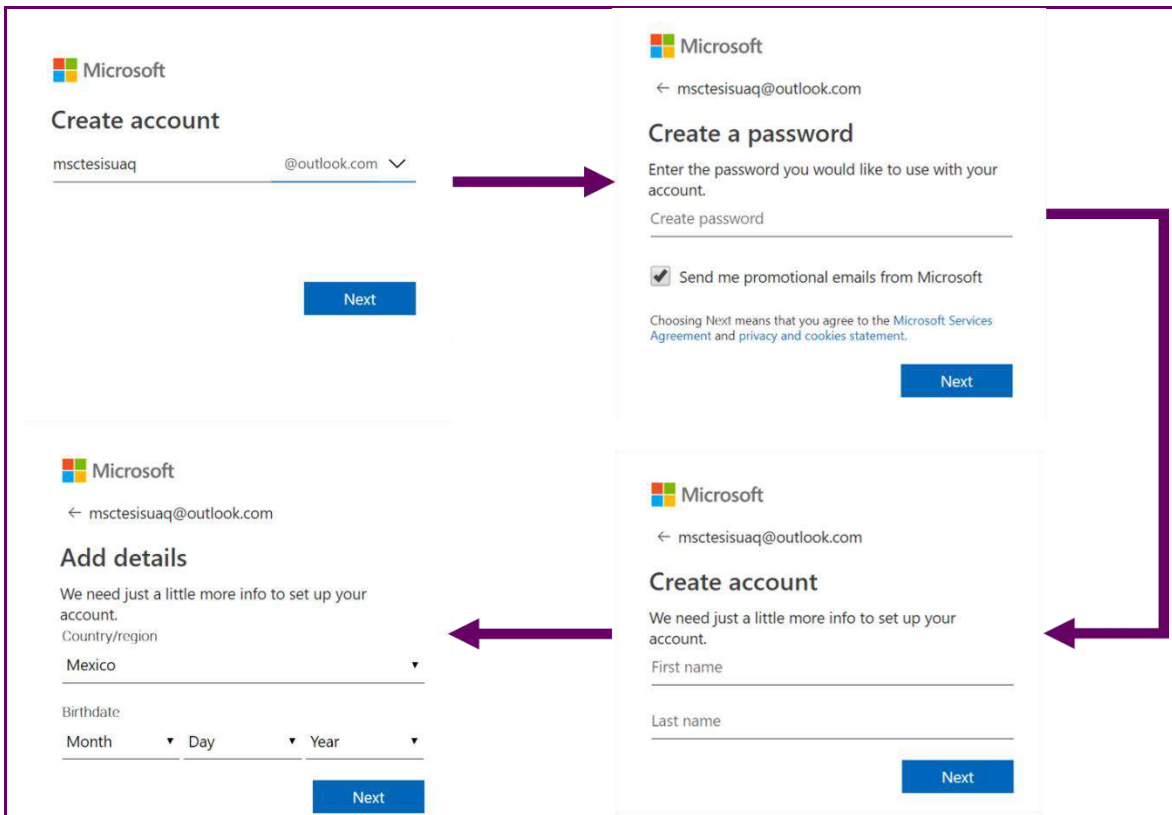 Microsoft
Create account
msctesisuaq @outlook.com
Next
Microsoft
← msctesisuaq@outlook.com
Create a password
Enter the password you would like to use with your
account.
Create password
Send me promotional emails from Microsoft
Choosing Next means that you agree to the Microsoft Services
Agreement and privacy and cookies statement.
Next
Microsoft
← msctesisuaq@outlook.com
Create account
We need just a little more info to set up your
account.
First name
Last name
Next
Microsoft
← msctesisuaq@outlook.com
Add details
We need just a little more info to set up your
account.
Country/region
Mexico
Birthdate
Month Day Year
Next